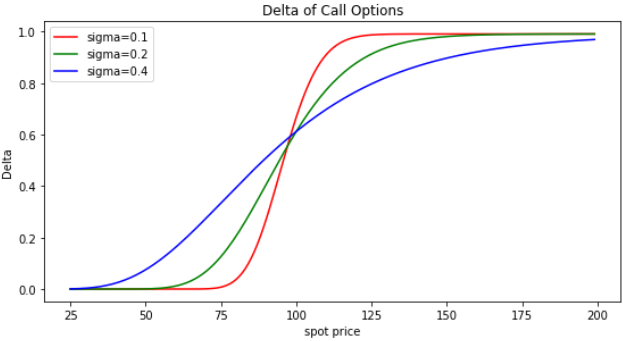 Delta of Call Options
sigma=0.1
sigma=0.2
sigma=0.4
1.0
0.8
0.6
0.4
0.2
0.0
Delta
25 50 75 100 125 150 175 200
spot price